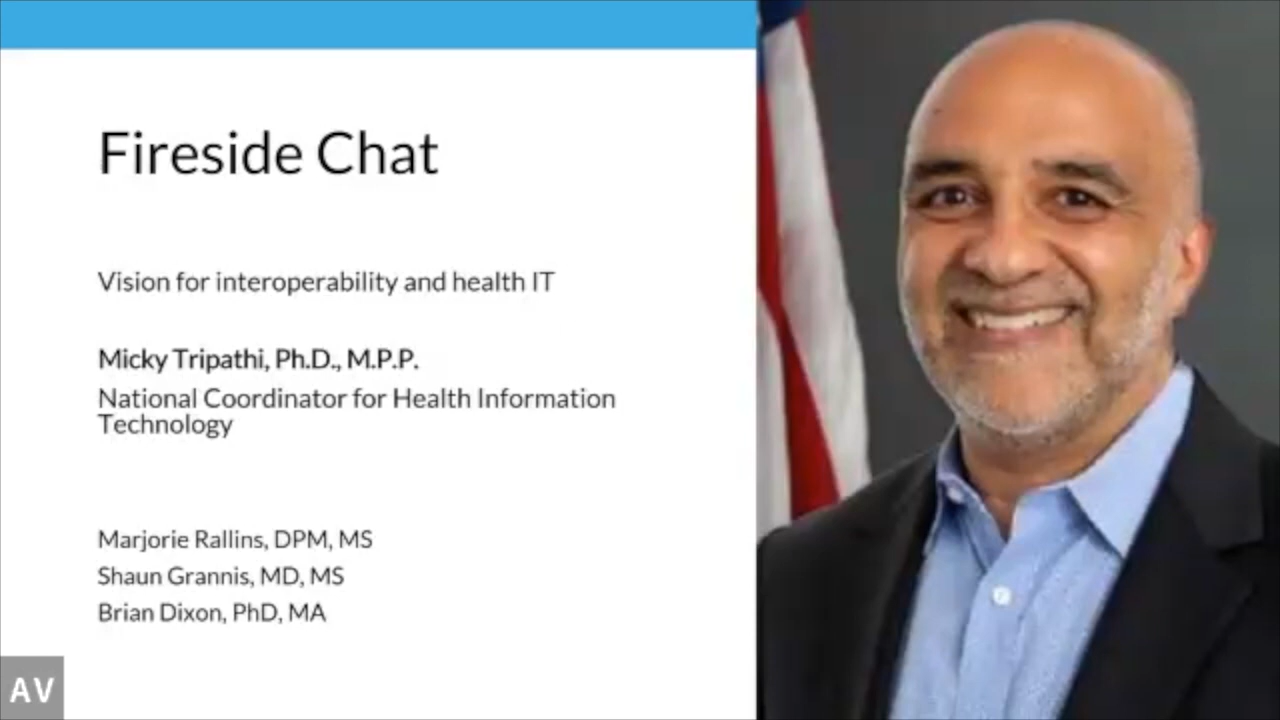 Fireside Chat
Vision for interoperability and health IT
Micky Tripathi, Ph.D., M.P.P.
National Coordinator for Health Information
Technology
Marjorie Rallins, DPM, MS
Shaun Grannis, MD, MS
Brian Dixon, PhD, MA
AV